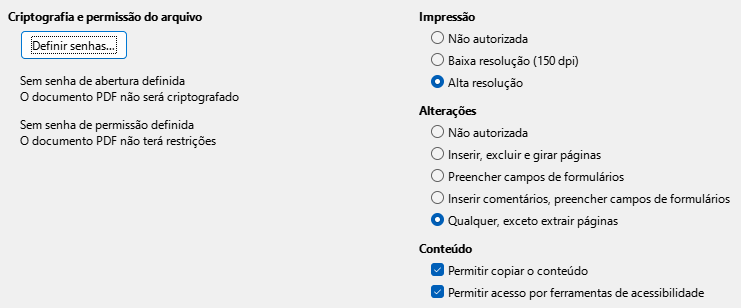 Criptografia e permissão do arquivo
Definir senhas...
Sem senha de abertura definida
O documento PDF não será criptografado
Sem senha de permissão definida
O documento PDF não terá restrições
Impressão
Não autorizada
Baixa resolução (150 dpi)
Alta resolução
Alterações
Não autorizada
Inserir, excluir e girar páginas
Preencher campos de formulários
Inserir comentários, preencher campos de formulários
Qualquer, exceto extrair páginas
Conteúdo
Permitir copiar o conteúdo
Permitir acesso por ferramentas de acessibilidade